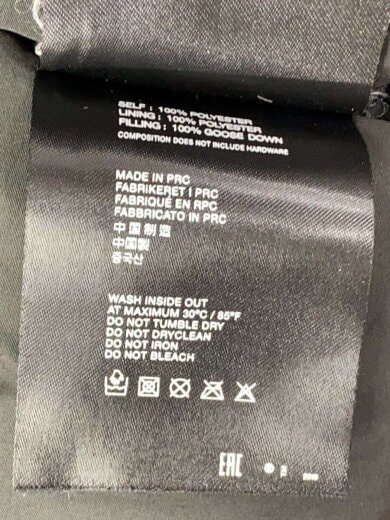 SELF : 100% POLYESTER
LINING : 100% POLYESTER
FILLING : 100% GOOSE DOWN
COMPOSITION DOES NOT INCLUDE HARDWARE
MADE IN PRC
FABRIKERET I PRC
FABRIQUÉ EN RPC
FABBRICATO IN PRC
中国制造
中国製
중국산
WASH INSIDE OUT
AT MAXIMUM 30°C / 85°F
DO NOT TUMBLE DRY
DO NOT DRYCLEAN
DO NOT IRON
DO NOT BLEACH
EAC